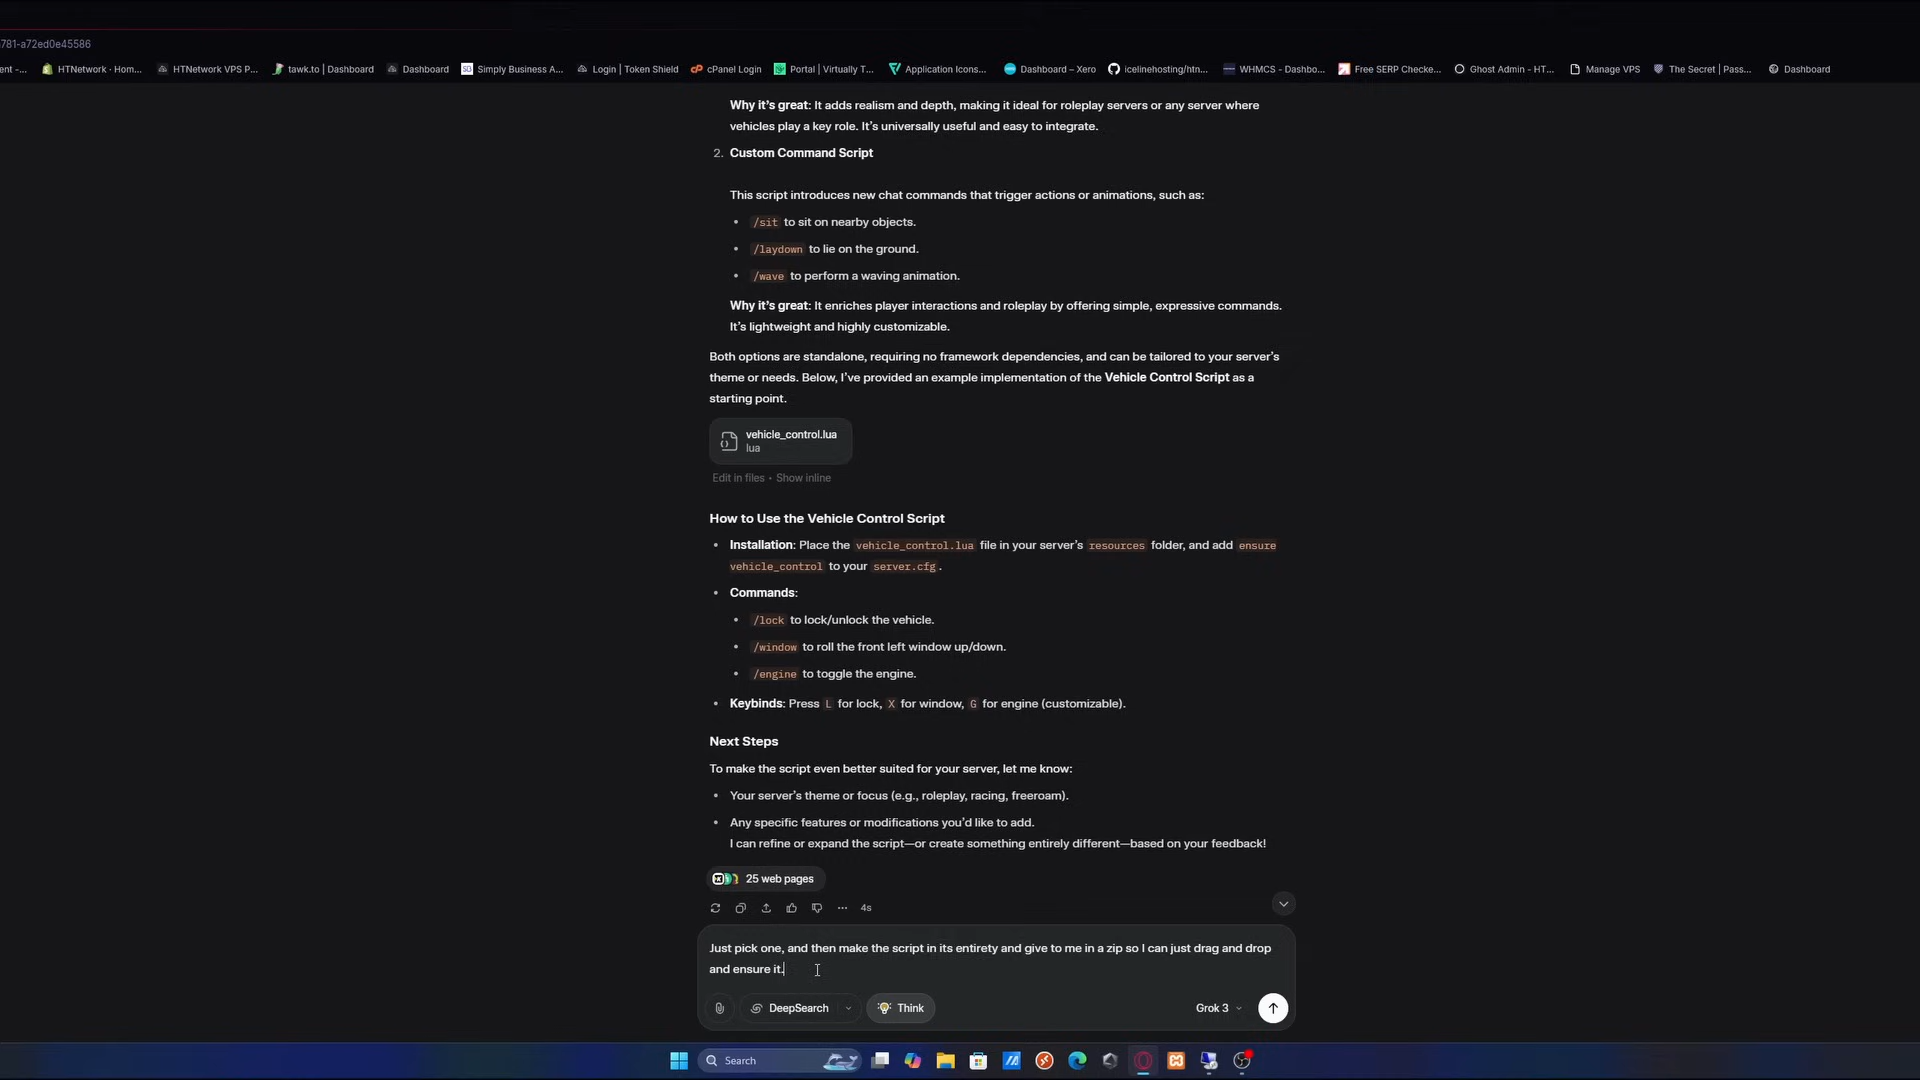 781-a72ed0e45586
ent -...
HTNetwork · Hom...
HTNetwork VPS P...
tawk.to | Dashboard
Dashboard
Simply Business A...
Login | Token Shield
cPanel Login
Portal | Virtually T...
Application Icons...
Dashboard – Xero
icelinehosting/htn...
WHMCS - Dashbo...
Free SERP Checke...
Ghost Admin - HT...
Manage VPS
The Secret | Pass...
Dashboard
Why it's great: It adds realism and depth, making it ideal for roleplay servers or any server where
vehicles play a key role. It's universally useful and easy to integrate.
2. Custom Command Script
This script introduces new chat commands that trigger actions or animations, such as:
• /sit to sit on nearby objects.
• /laydown to lie on the ground.
• /wave to perform a waving animation.
Why it's great: It enriches player interactions and roleplay by offering simple, expressive commands.
It's lightweight and highly customizable.
Both options are standalone, requiring no framework dependencies, and can be tailored to your server's
theme or needs. Below, I've provided an example implementation of the Vehicle Control Script as a
starting point.
vehicle_control.lua
lua
Edit in files • Show inline
How to Use the Vehicle Control Script
• Installation: Place the vehicle_control.lua file in your server's resources folder, and add ensure
vehicle_control to your server.cfg.
• Commands:
• /lock to lock/unlock the vehicle.
• /window to roll the front left window up/down.
• /engine to toggle the engine.
• Keybinds: Press L for lock, X for window, G for engine (customizable).
Next Steps
To make the script even better suited for your server, let me know:
• Your server's theme or focus (e.g., roleplay, racing, freeroam).
• Any specific features or modifications you'd like to add.
I can refine or expand the script—or create something entirely different—based on your feedback!
25 web pages
4s
Just pick one, and then make the script in its entirety and give to me in a zip so I can just drag and drop
and ensure it.
DeepSearch
Think
Grok 3
Search